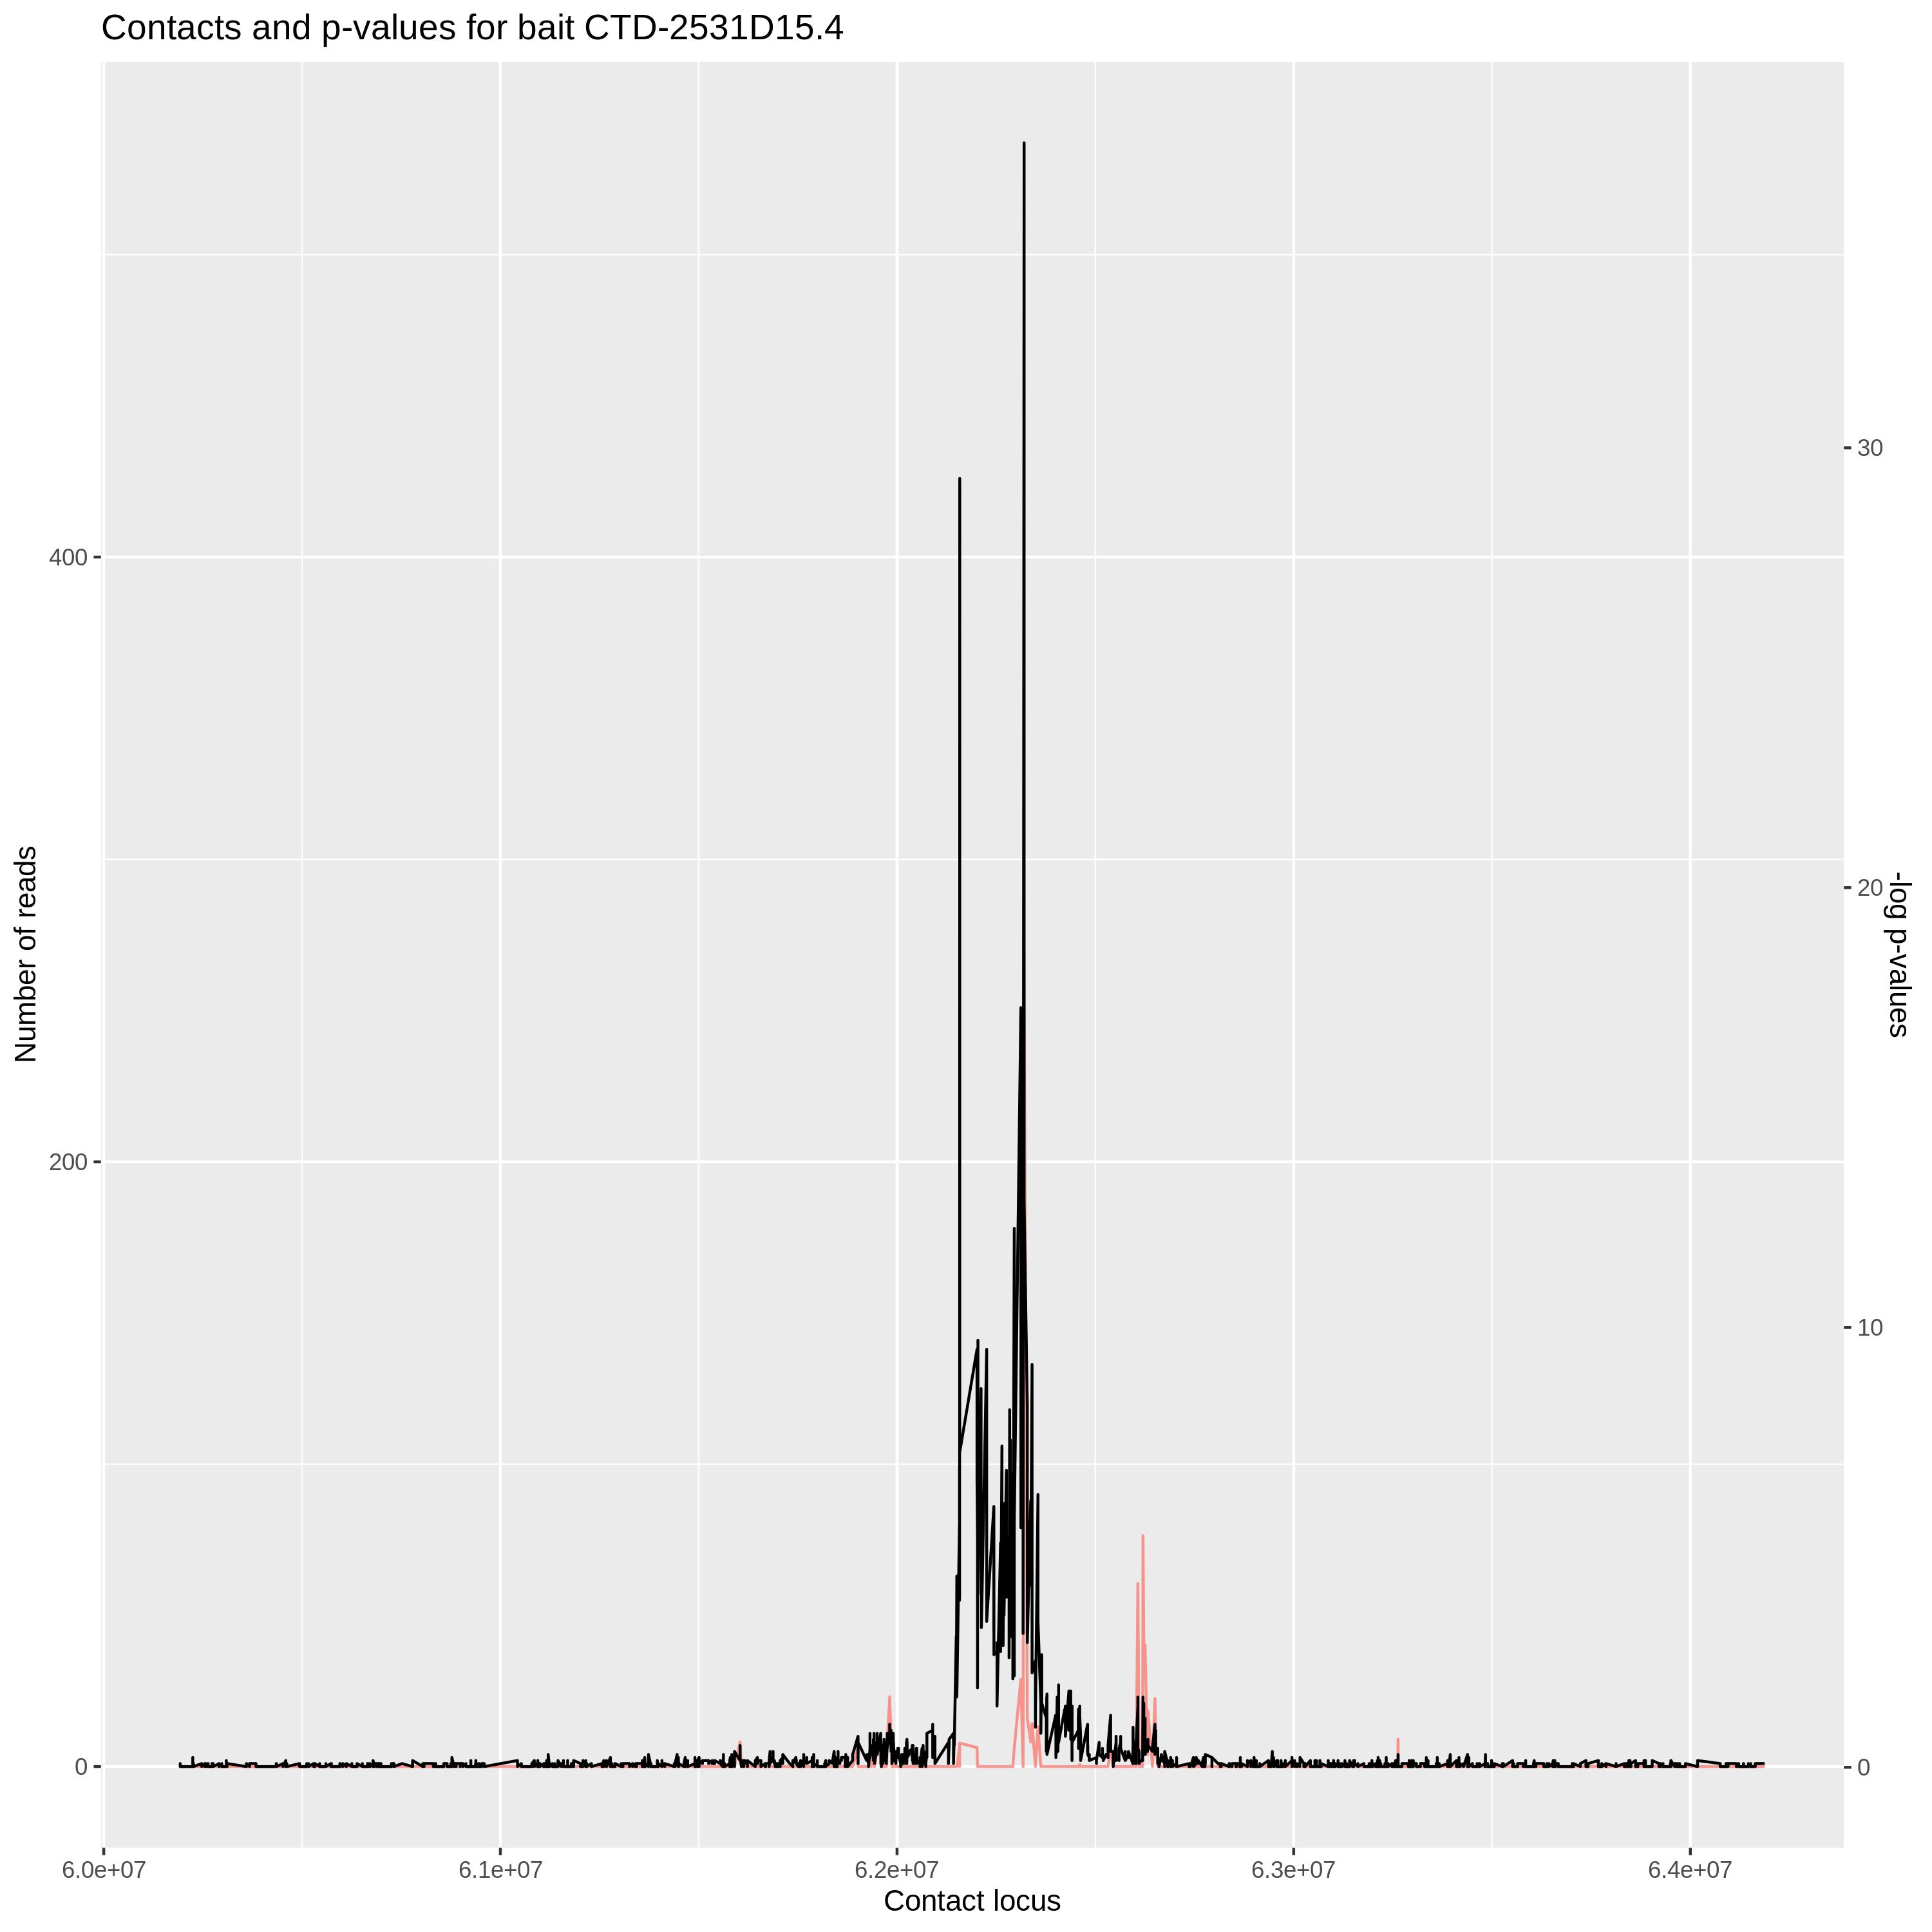 Contacts and p-values for bait CTD-2531D15.4
Number of reads
400
200
0
30
20
10
0
-log p-values
6.0e+07
6.1e+07
6.2e+07
6.3e+07
6.4e+07
Contact locus